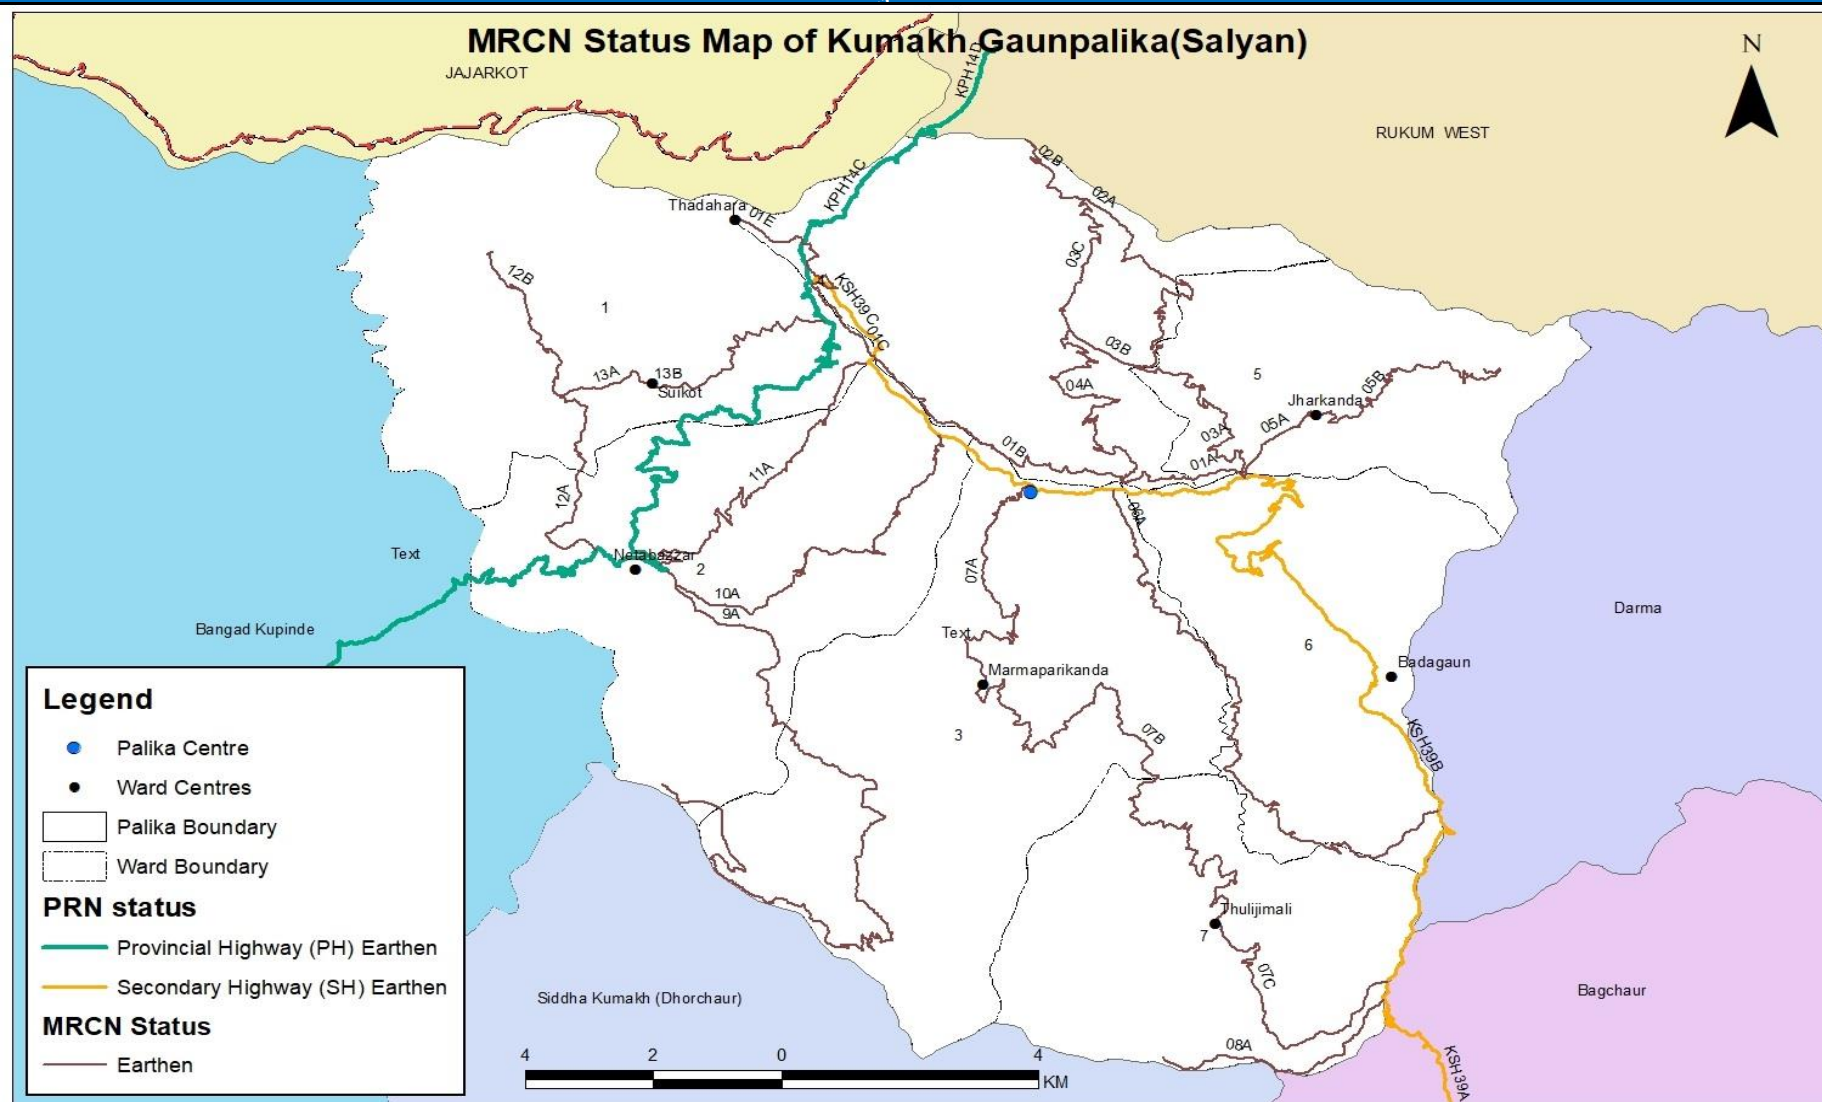 MRCN Status Map of Kumakh Gaunpalika(Salyan)
N
JAJARKOT
KPH14D
RUKUM WEST
02B
KPH14C
02A
Thadahara
01E
03C
12B
KSH39C
1
01C
03B
5
13A
13B
04A
05B
Sulkot
Jharkanda
05A
03A
01B
11A
01A
12A
06A
Text
Netabazzar
2
07A
10A
9A
Darma
Bangad Kupinde
Text
6
Badagaun
Marmaparikanda
Legend
3
07B
KSH39B
Palika Centre
Ward Centres
Palika Boundary
Ward Boundary
PRN status
Thulijimali
7
Provincial Highway (PH) Earthen
07C
Secondary Highway (SH) Earthen
Siddha Kumakh (Dhorchaur)
Bagchaur
MRCN Status
08A
4 2 0 4
Earthen
KM
KSH39A